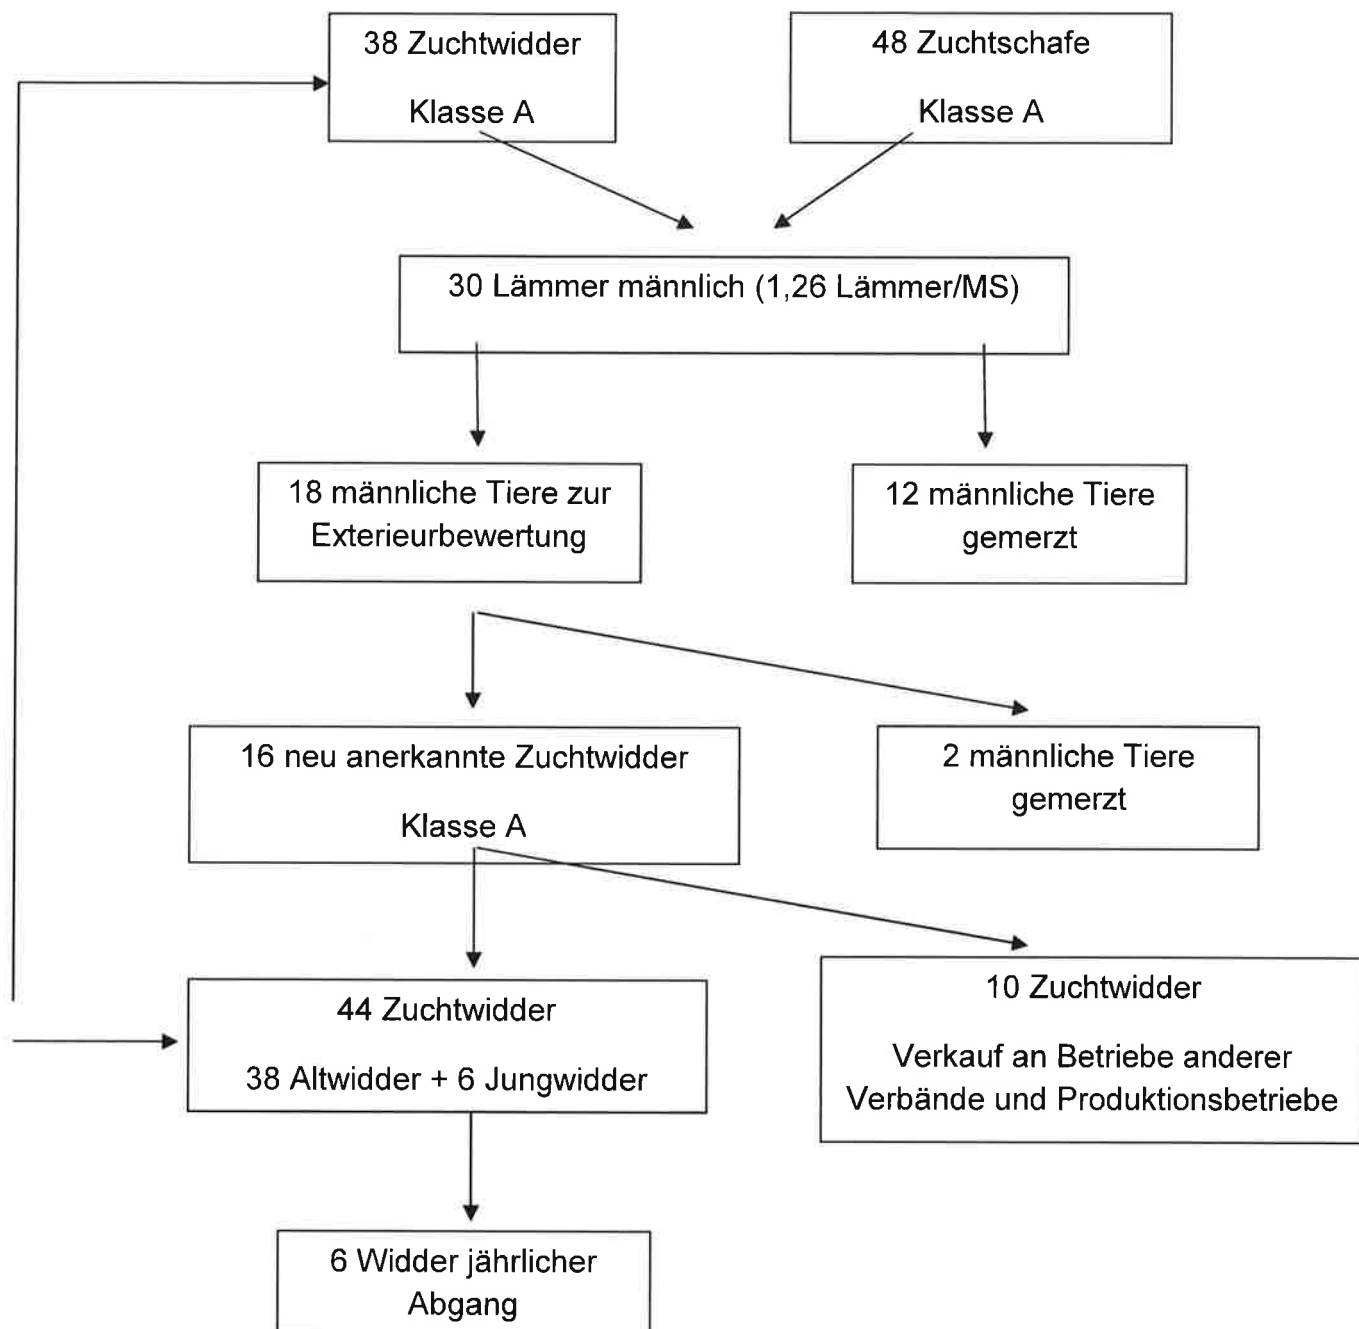 38 Zuchtwidder
Klasse A
48 Zuchtschafe
Klasse A
30 Lämmer männlich (1,26 Lämmer/MS)
18 männliche Tiere zur
Exterieurbewertung
12 männliche Tiere
gemerzt
16 neu anerkannte Zuchtwidder
Klasse A
2 männliche Tiere
gemerzt
44 Zuchtwidder
38 Altwidder + 6 Jungwidder
10 Zuchtwidder
Verkauf an Betriebe anderer
Verbände und Produktionsbetriebe
6 Widder jährlicher
Abgang